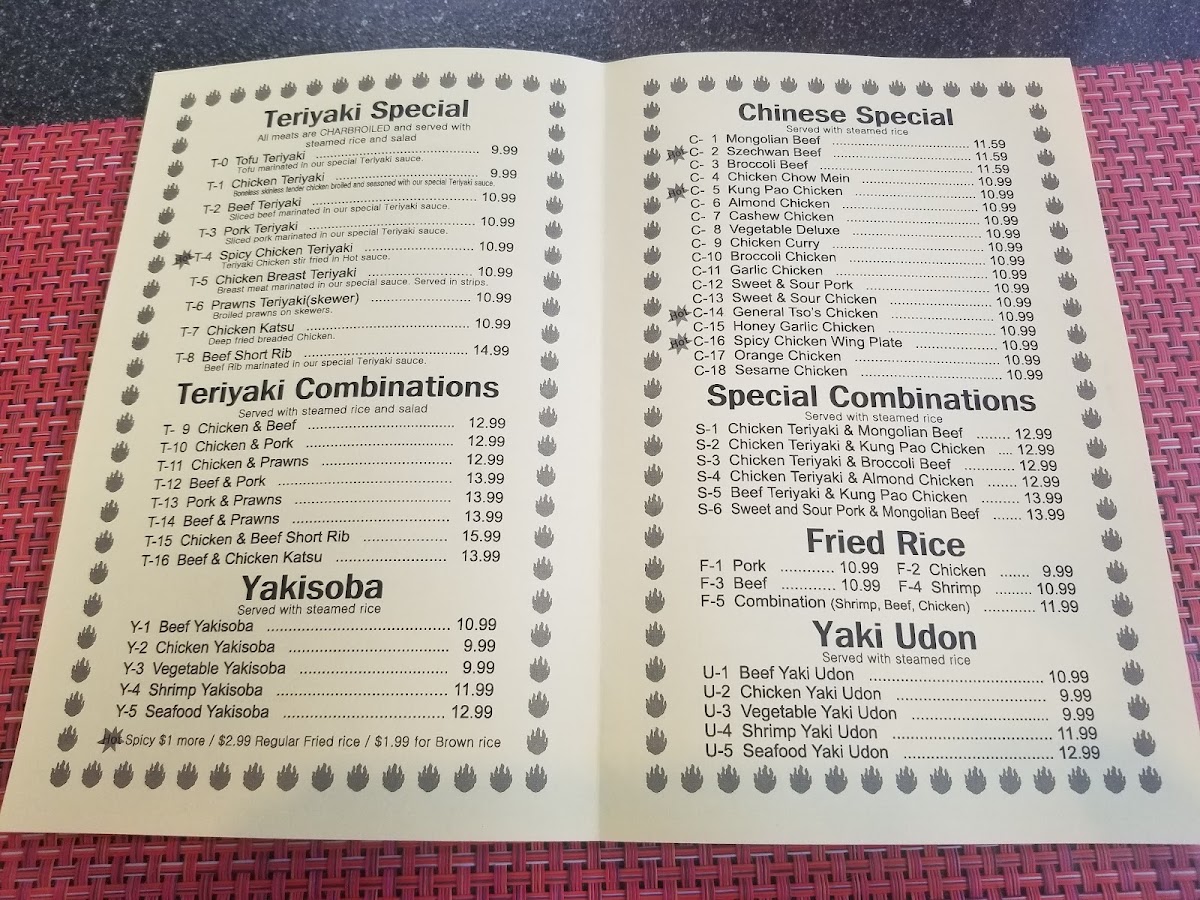 Teriyaki Special
All meats are CHARBROILED and served with
steamed rice and salad
T-0 Tofu Teriyaki ........ 9.99
Tofu marinated in our special Teriyaki sauce.
T-1 Chicken Teriyaki ........ 9.99
Boneless skinless tender chicken broiled and seasoned with our special Teriyaki sauce.
T-2 Beef Teriyaki ........ 10.99
Sliced beef marinated in our special Teriyaki sauce.
T-3 Pork Teriyaki ........ 10.99
Sliced pork marinated in our special Teriyaki sauce.
Hot T-4 Spicy Chicken Teriyaki ........ 10.99
Teriyaki Chicken stir fried in Hot sauce.
T-5 Chicken Breast Teriyaki ........ 10.99
Breast meat marinated in our special sauce. Served in strips.
T-6 Prawns Teriyaki(skewer) ........ 10.99
Broiled prawns on skewers.
T-7 Chicken Katsu ........ 10.99
Deep fried breaded Chicken.
T-8 Beef Short Rib ........ 14.99
Beef Rib marinated in our special Teriyaki sauce.
Teriyaki Combinations
Served with steamed rice and salad
T- 9 Chicken & Beef ........ 12.99
T-10 Chicken & Pork ........ 12.99
T-11 Chicken & Prawns ........ 12.99
T-12 Beef & Pork ........ 13.99
T-13 Pork & Prawns ........ 13.99
T-14 Beef & Prawns ........ 13.99
T-15 Chicken & Beef Short Rib ........ 15.99
T-16 Beef & Chicken Katsu ........ 13.99
Yakisoba
Served with steamed rice
Y-1 Beef Yakisoba ........ 10.99
Y-2 Chicken Yakisoba ........ 9.99
Y-3 Vegetable Yakisoba ........ 9.99
Y-4 Shrimp Yakisoba ........ 11.99
Y-5 Seafood Yakisoba ........ 12.99
Hot Spicy $1 more / $2.99 Regular Fried rice / $1.99 for Brown rice
Chinese Special
Served with steamed rice
C- 1 Mongolian Beef ........ 11.59
Hot C- 2 Szechwan Beef ........ 11.59
C- 3 Broccoli Beef ........ 11.59
C- 4 Chicken Chow Mein ........ 10.99
Hot C- 5 Kung Pao Chicken ........ 10.99
C- 6 Almond Chicken ........ 10.99
C- 7 Cashew Chicken ........ 10.99
C- 8 Vegetable Deluxe ........ 10.99
C- 9 Chicken Curry ........ 10.99
C-10 Broccoli Chicken ........ 10.99
C-11 Garlic Chicken ........ 10.99
C-12 Sweet & Sour Pork ........ 10.99
C-13 Sweet & Sour Chicken ........ 10.99
Hot C-14 General Tso's Chicken ........ 10.99
C-15 Honey Garlic Chicken ........ 10.99
Hot C-16 Spicy Chicken Wing Plate ........ 10.99
C-17 Orange Chicken ........ 10.99
C-18 Sesame Chicken ........ 10.99
Special Combinations
Served with steamed rice
S-1 Chicken Teriyaki & Mongolian Beef ........ 12.99
S-2 Chicken Teriyaki & Kung Pao Chicken .... 12.99
S-3 Chicken Teriyaki & Broccoli Beef ........ 12.99
S-4 Chicken Teriyaki & Almond Chicken ....... 12.99
S-5 Beef Teriyaki & Kung Pao Chicken ........ 13.99
S-6 Sweet and Sour Pork & Mongolian Beef ....... 13.99
Fried Rice
F-1 Pork ............ 10.99 F-2 Chicken ....... 9.99
F-3 Beef ............ 10.99 F-4 Shrimp ......... 10.99
F-5 Combination (Shrimp, Beef, Chicken) ............ 11.99
Yaki Udon
Served with steamed rice
U-1 Beef Yaki Udon ........ 10.99
U-2 Chicken Yaki Udon ........ 9.99
U-3 Vegetable Yaki Udon ........ 9.99
U-4 Shrimp Yaki Udon ........ 11.99
U-5 Seafood Yaki Udon ........ 12.99